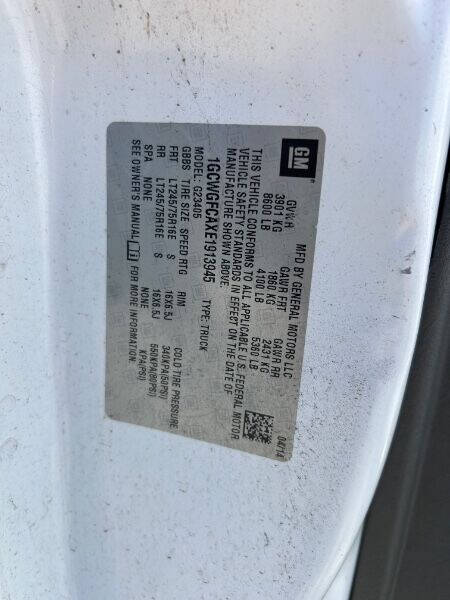 GM
MFD BY GENERAL MOTORS LLC
04/14
GVWR GAWR FRT GAWR RR
3901 KG 1860 KG 2431 KG
8600 LB 4100 LB 5360 LB
THIS VEHICLE CONFORMS TO ALL APPLICABLE U.S. FEDERAL MOTOR
VEHICLE SAFETY STANDARDS IN EFFECT ON THE DATE OF
MANUFACTURE SHOWN ABOVE.
1GCWGFCAXE1913945 TYPE: TRUCK
MODEL: G23405
GBBS TIRE SIZE SPEED RTG RIM COLD TIRE PRESSURE
FRT LT245/75R16E S 16X6.5J 340KPA(50PSI)
RR LT245/75R16E S 16X6.5J 550KPA(80PSI)
SPA NONE NONE KPA(PSI)
SEE OWNER'S MANUAL FOR MORE INFORMATION.